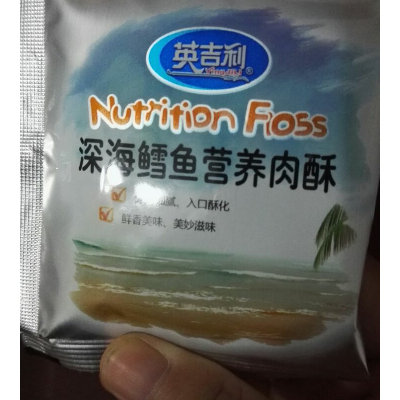 英吉利
Nutrition Floss
深海鳕鱼营养肉酥
腻、入口酥化
鲜香美味、美妙滋味